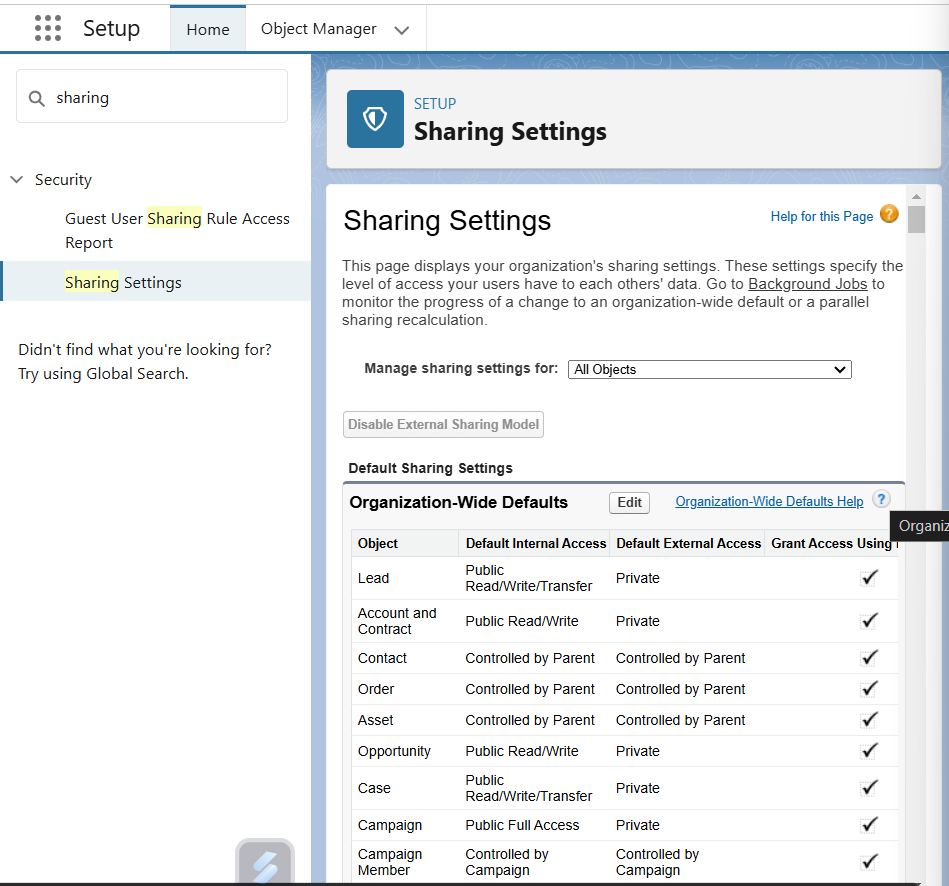 Setup
Home
Object Manager
sharing
Security
Guest User Sharing Rule Access
Report
Sharing Settings
Didn't find what you're looking for?
Try using Global Search.
SETUP
Sharing Settings
Sharing Settings
Help for this Page ?
This page displays your organization's sharing settings. These settings specify the
level of access your users have to each others' data. Go to Background Jobs to
monitor the progress of a change to an organization-wide default or a parallel
sharing recalculation.
Manage sharing settings for: All Objects
Disable External Sharing Model
Default Sharing Settings
Organization-Wide Defaults Edit Organization-Wide Defaults Help ?
Organiz
Object Default Internal Access Default External Access Grant Access Using
Lead Public Read/Write/Transfer Private
Account and Contract Public Read/Write Private
Contact Controlled by Parent Controlled by Parent
Order Controlled by Parent Controlled by Parent
Asset Controlled by Parent Controlled by Parent
Opportunity Public Read/Write Private
Case Public Read/Write/Transfer Private
Campaign Public Full Access Private
Campaign Member Controlled by Campaign Controlled by Campaign